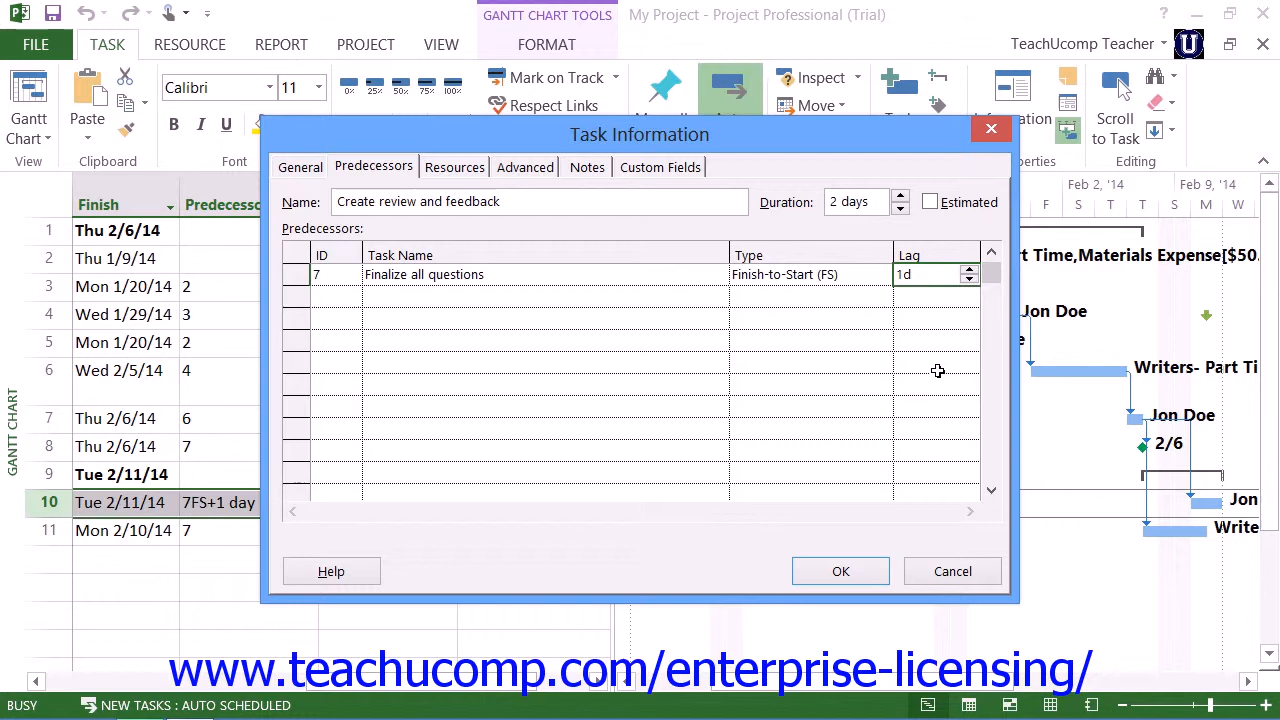 GANTT CHART TOOLS
My Project - Project Professional (Trial)
FILE
TASK
RESOURCE
REPORT
PROJECT
VIEW
FORMAT
TeachUcomp Teacher
U
Gantt Chart
View
Paste
Clipboard
Calibri
11
B I U
Font
0% 25% 50% 75% 100%
Mark on Track
Respect Links
Inspect
Move
Scroll to Task
Editing
Task Information
General
Predecessors
Resources
Advanced
Notes
Custom Fields
Name:
Create review and feedback
Duration:
2 days
Estimated
Predecessors:
ID Task Name Type Lag
7 Finalize all questions Finish-to-Start (FS) 1d
Help
OK
Cancel
Finish
1 Thu 2/6/14
2 Thu 1/9/14
3 Mon 1/20/14 2
4 Wed 1/29/14 3
5 Mon 1/20/14 2
6 Wed 2/5/14 4
7 Thu 2/6/14 6
8 Thu 2/6/14 7
9 Tue 2/11/14
10 Tue 2/11/14 7FS+1 day
11 Mon 2/10/14 7
GANTT CHART
Feb 2, '14
Feb 9, '14
F S S M T W T F S S M T W
Time,Materials Expense[$50.
Jon Doe
Writers- Part Ti
Jon Doe
2/6
Jon
Write
www.teachucomp.com/enterprise-licensing/
BUSY
NEW TASKS : AUTO SCHEDULED